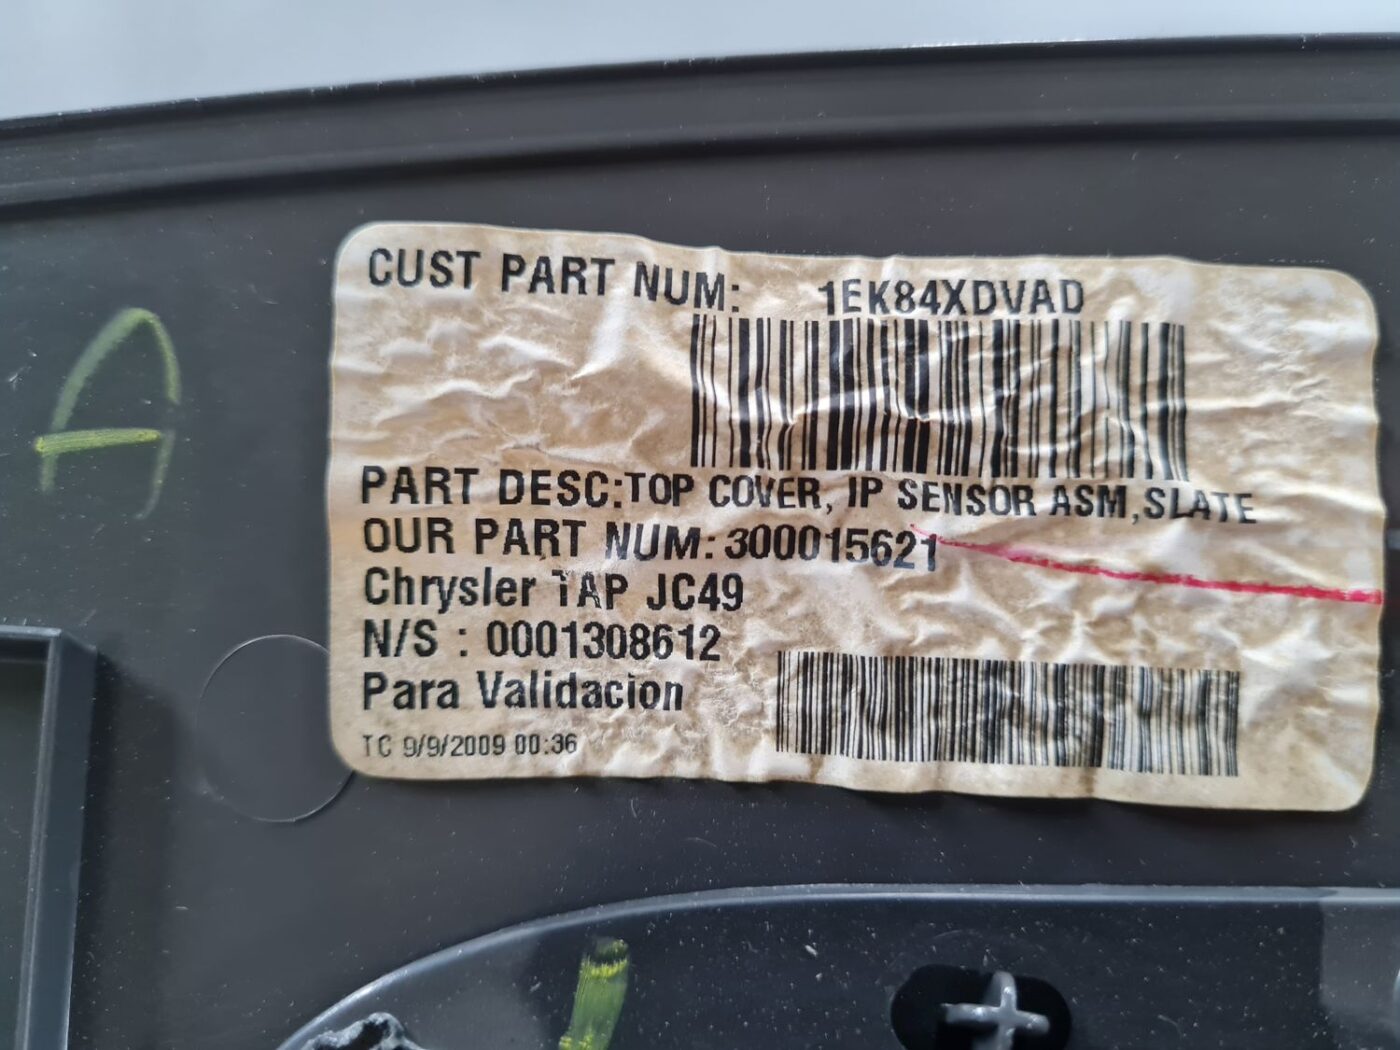 CUST PART NUM: 1EK84XDVAD
A
PART DESC:TOP COVER, IP SENSOR ASM,SLATE
OUR PART NUM: 300015621
Chrysler TAP JC49
N/S : 0001308612
Para Validacion
TC 9/9/2009 00:36